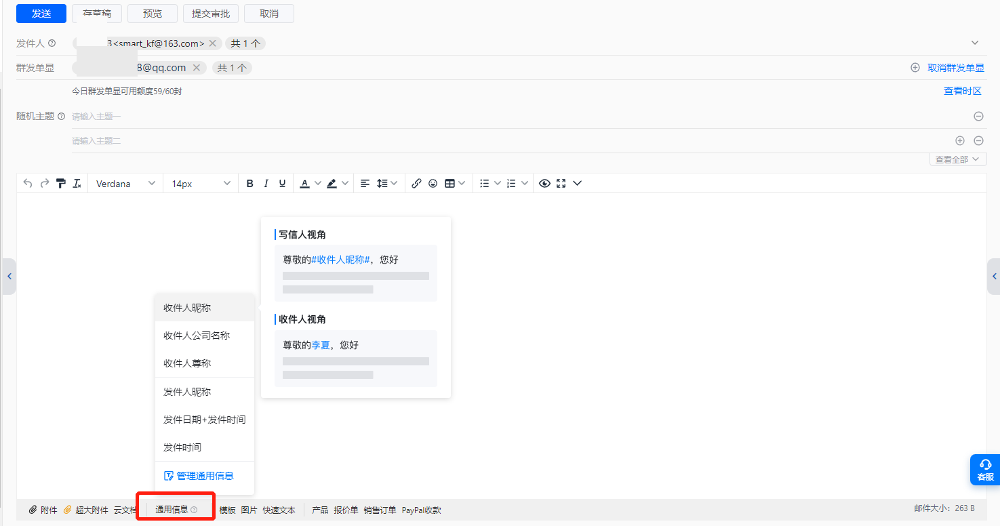 发送 存草稿 预览 提交审批 取消
发件人 3<smart_kf@163.com> 共 1 个
群发单显 8@qq.com 共 1 个 取消群发单显
今日群发单显可用额度59/60封 查看时区
随机主题 请输入主题一
请输入主题二
查看全部
Verdana 14px B I U A
写信人视角
尊敬的#收件人昵称#，您好
收件人视角
尊敬的李夏，您好
收件人昵称
收件人公司名称
收件人尊称
发件人昵称
发件日期+发件时间
发件时间
管理通用信息
客服
附件 超大附件 云文档 通用信息 模板 图片 快速文本 产品 报价单 销售订单 PayPal收款 邮件大小：263 B